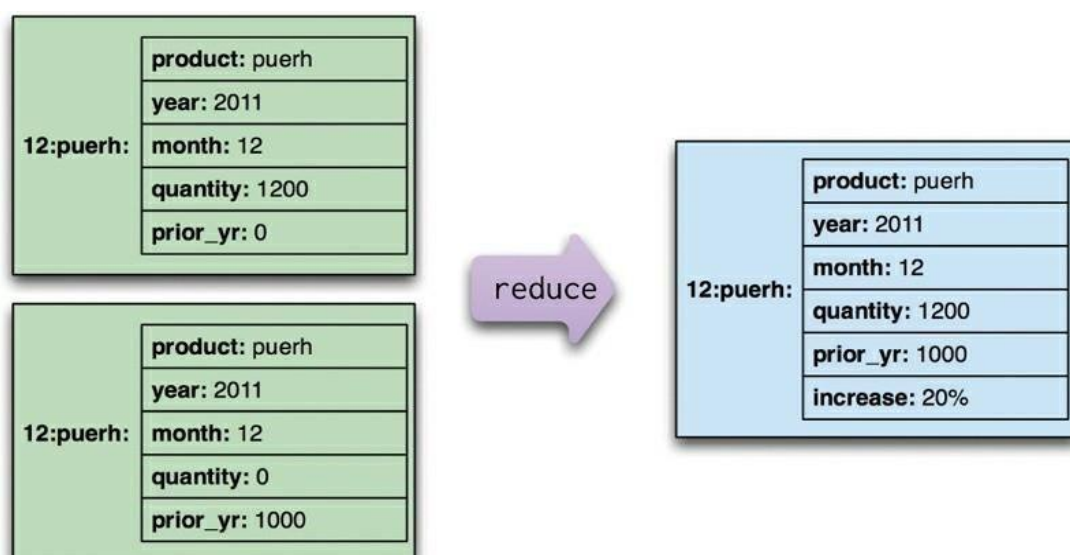 product: puerh
year: 2011
12:puerh: month: 12
quantity: 1200
prior_yr: 0
product: puerh
year: 2011
12:puerh: month: 12
quantity: 0
prior_yr: 1000
reduce
product: puerh
year: 2011
month: 12
12:puerh:
quantity: 1200
prior_yr: 1000
increase: 20%